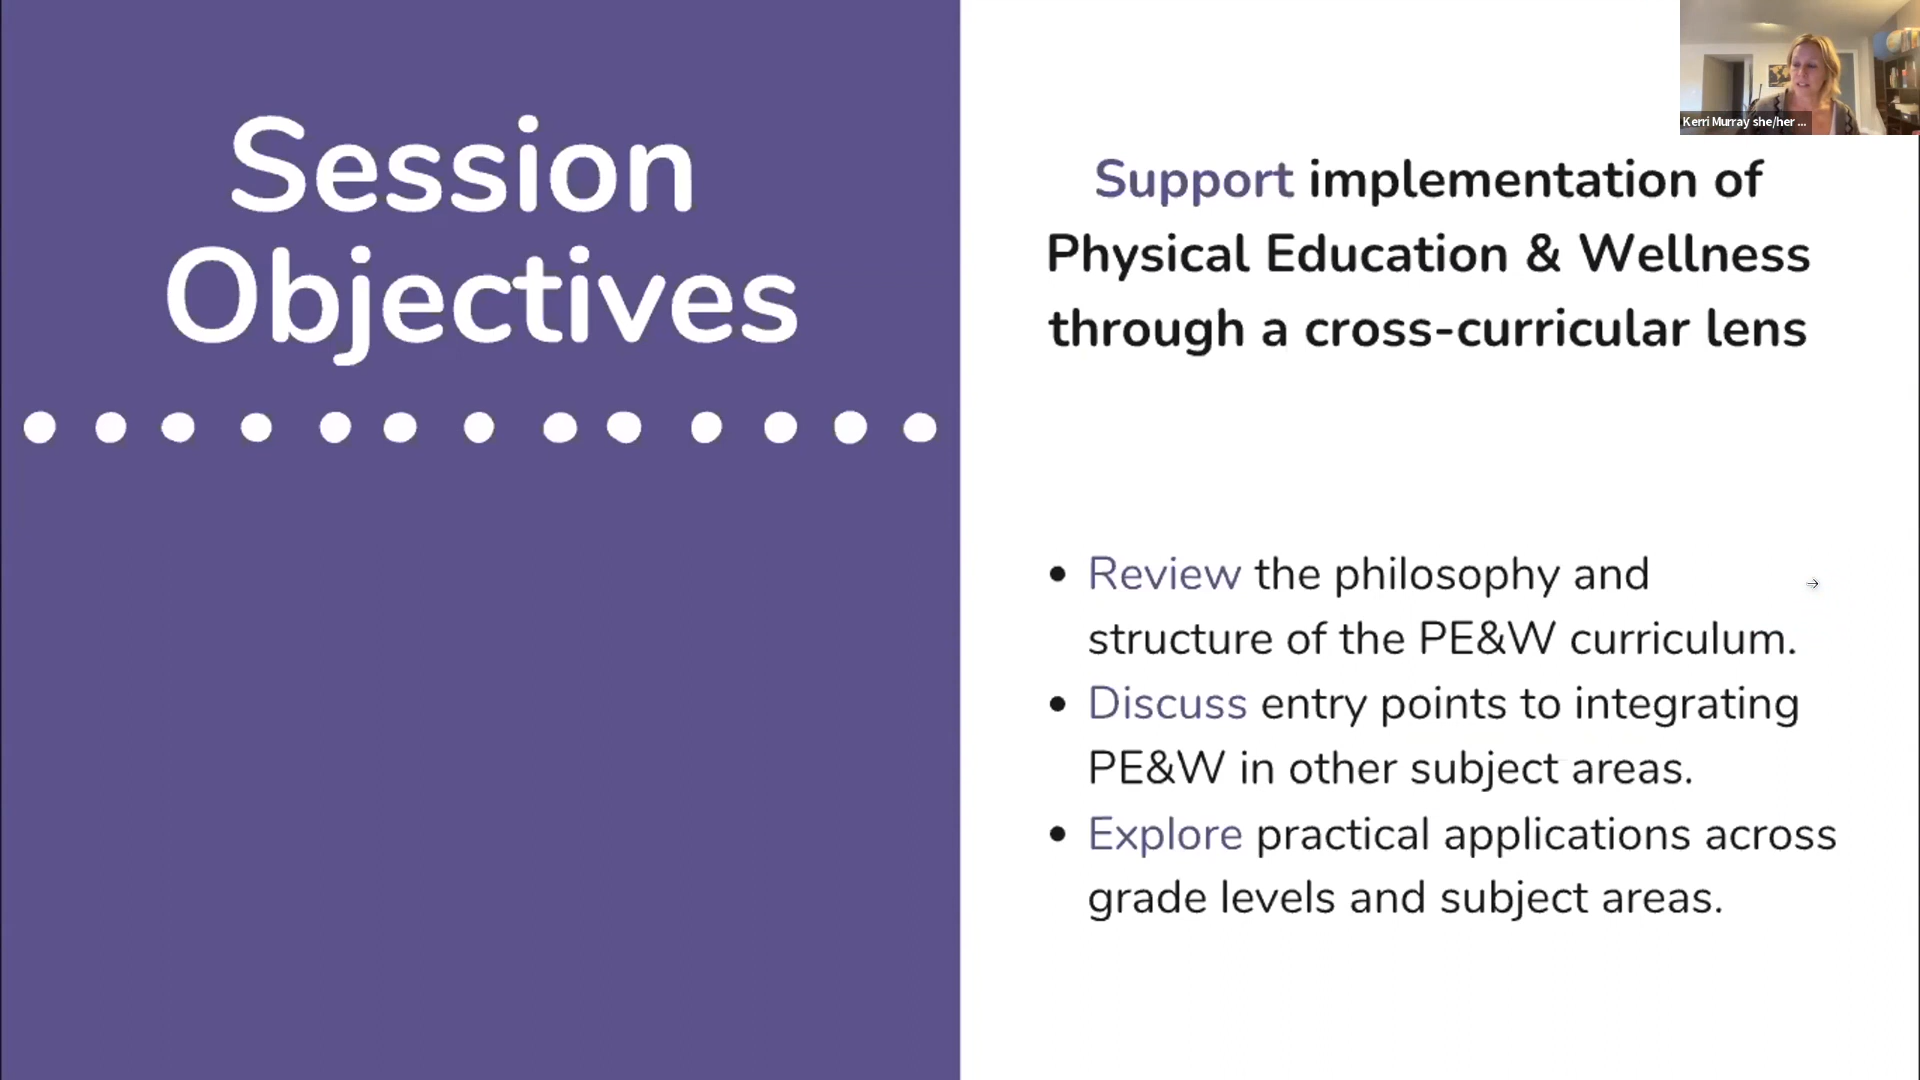 Session
Objectives
Kerri Murray she/her ...
Support implementation of
Physical Education & Wellness
through a cross-curricular lens
• Review the philosophy and
structure of the PE&W curriculum.
• Discuss entry points to integrating
PE&W in other subject areas.
• Explore practical applications across
grade levels and subject areas.